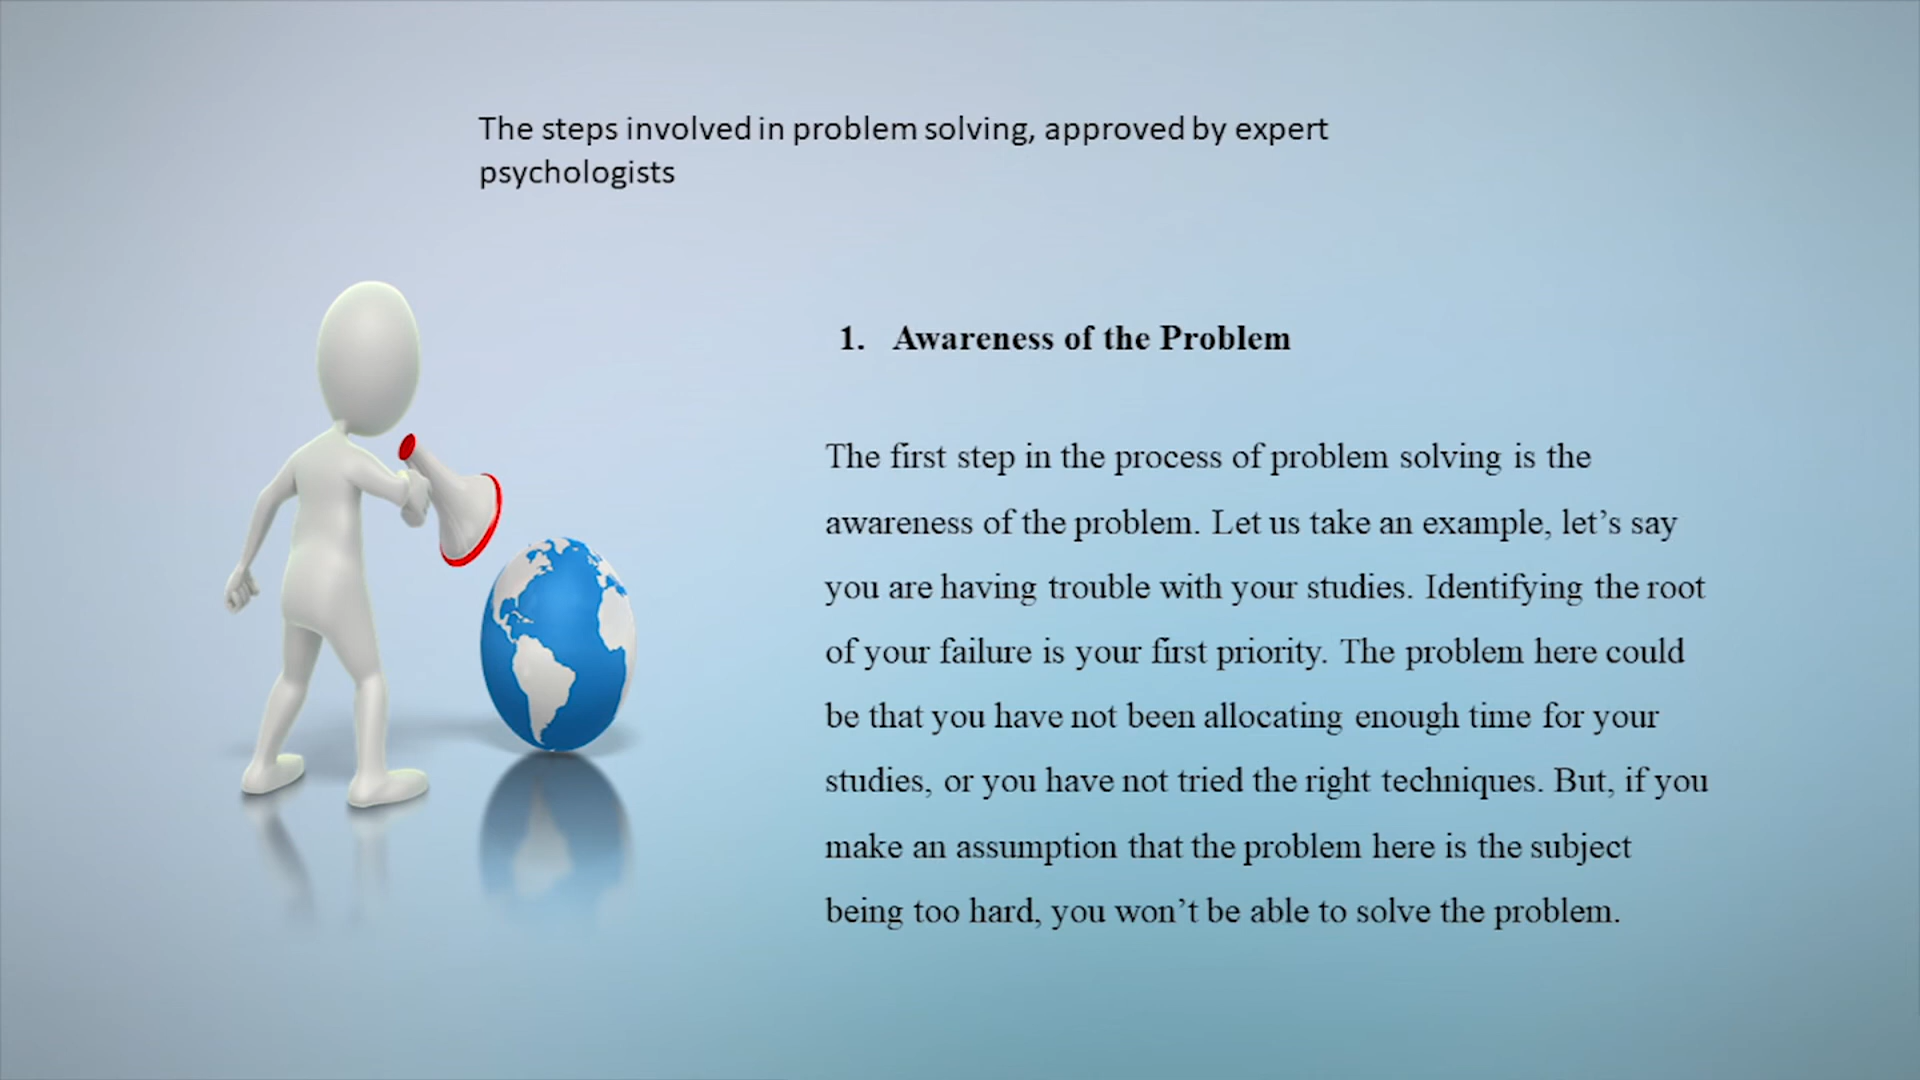 The steps involved in problem solving, approved by expert
psychologists
1. Awareness of the Problem
The first step in the process of problem solving is the
awareness of the problem. Let us take an example, let’s say
you are having trouble with your studies. Identifying the root
of your failure is your first priority. The problem here could
be that you have not been allocating enough time for your
studies, or you have not tried the right techniques. But, if you
make an assumption that the problem here is the subject
being too hard, you won’t be able to solve the problem.